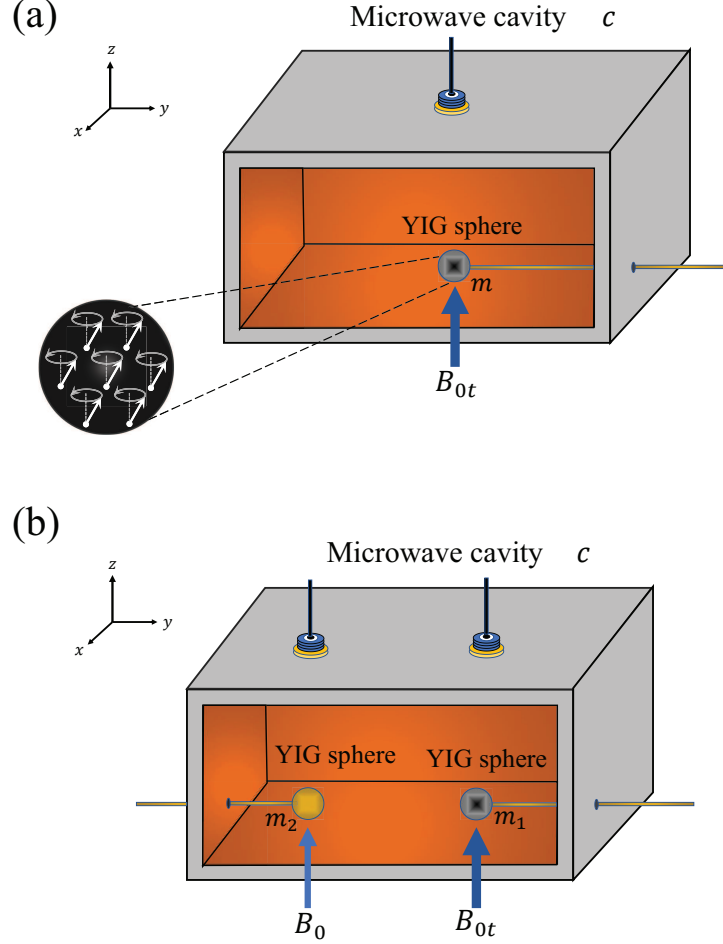 (a)
Microwave cavity c
z
y
x
YIG sphere
m
B0t
(b)
Microwave cavity c
z
y
x
YIG sphere YIG sphere
m2 m1
B0 B0t